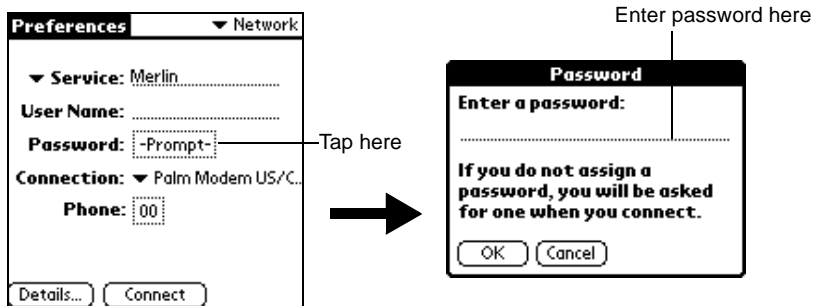 Preferences
Network
Service: Merlin
User Name:
Password: -Prompt-
Connection: Palm Modem US/C..
Phone: 00
Details...
Connect
Tap here
Enter password here
Password
Enter a password:
If you do not assign a
password, you will be asked
for one when you connect.
OK
Cancel